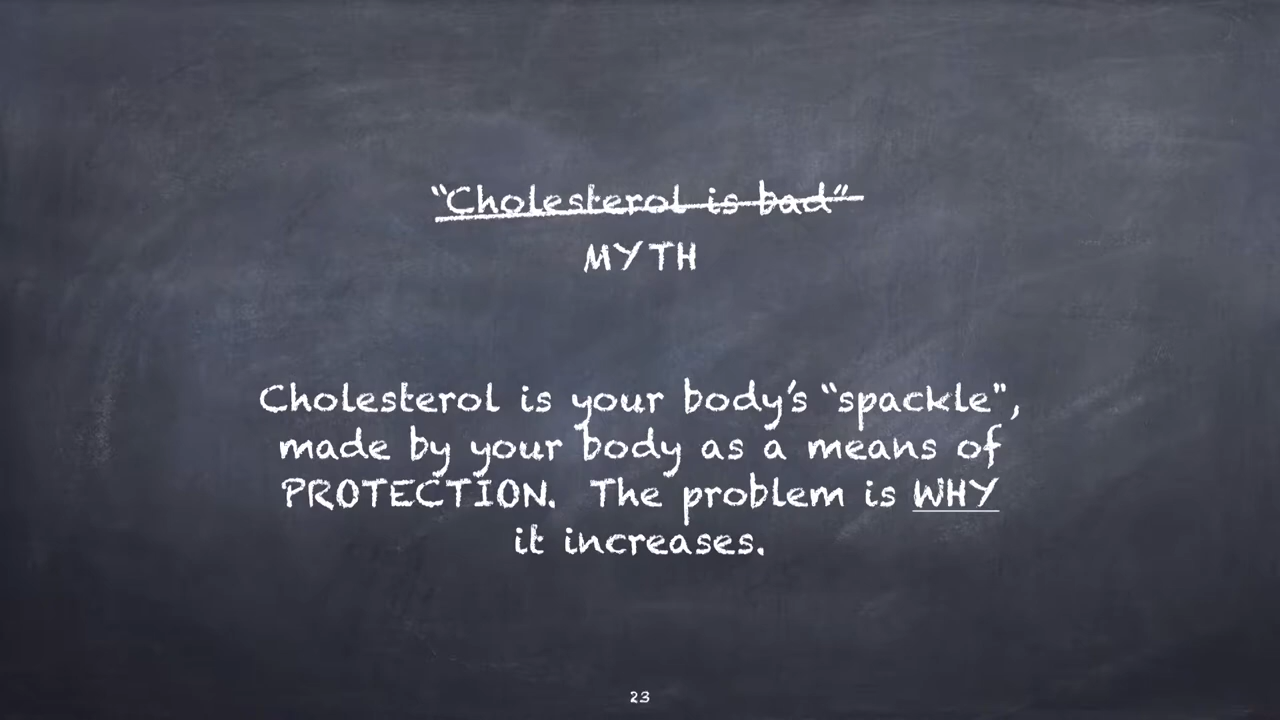 "Cholesterol is bad"
MYTH
Cholesterol is your body's "spackle",
made by your body as a means of
PROTECTION. The problem is WHY
it increases.
23